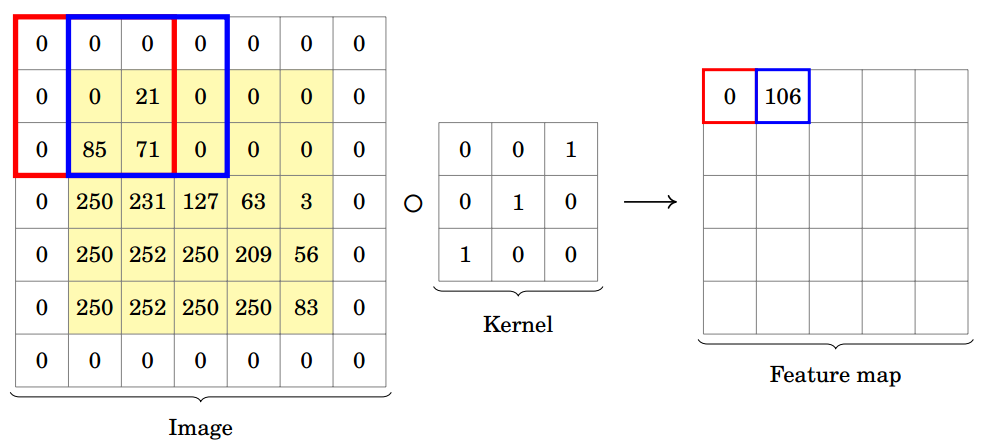 0 0 0 0 0 0 0
0 0 21 0 0 0 0
0 106
0 85 71 0 0 0 0
0 0 1
0 250 231 127 63 3 0
0 1 0
0 250 252 250 209 56 0
1 0 0
0 250 252 250 250 83 0
Kernel
0 0 0 0 0 0 0
Feature map
Image